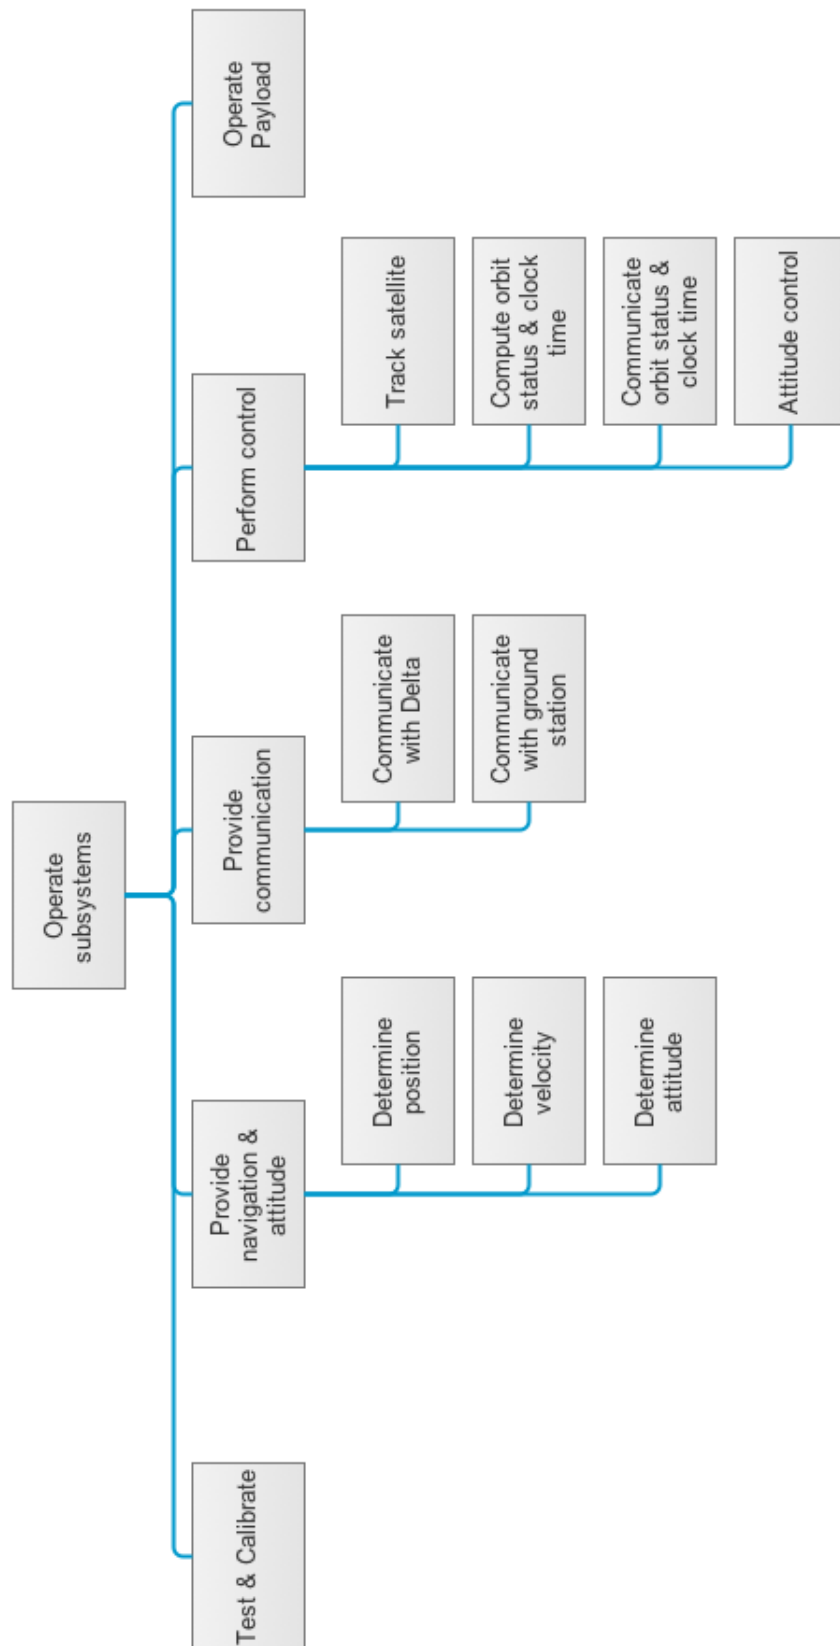 Operate
subsystems
Test & Calibrate
Provide
navigation &
attitude
Determine
position
Determine
velocity
Determine
attitude
Provide
communication
Communicate
with Delta
Communicate
with ground
station
Perform control
Track satellite
Compute orbit
status & clock
time
Communicate
orbit status &
clock time
Attitude control
Operate
Payload